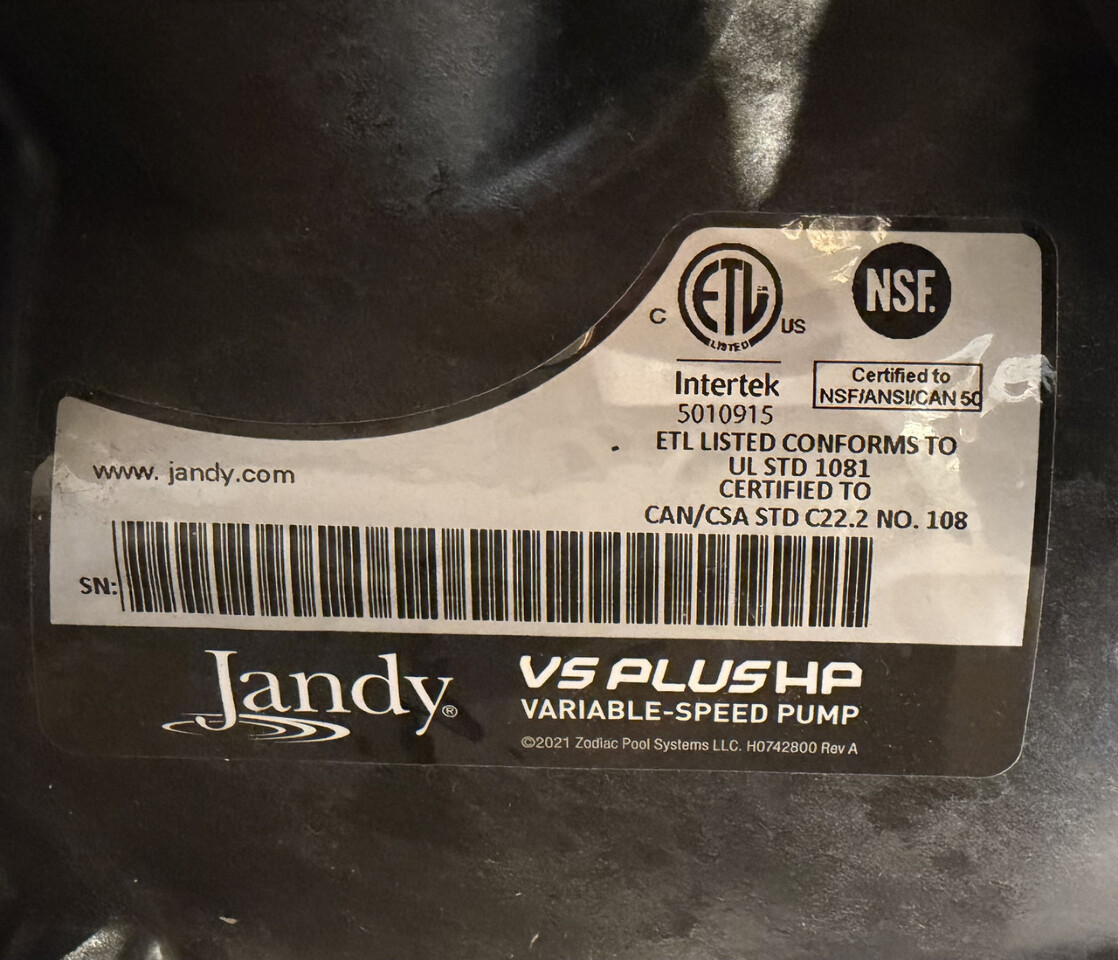 C ETL US
LISTED
NSF.
Intertek
5010915
Certified to
NSF/ANSI/CAN 50
ETL LISTED CONFORMS TO
UL STD 1081
CERTIFIED TO
CAN/CSA STD C22.2 NO. 108
www. jandy.com
SN:
Jandy®
VS PLUSHP
VARIABLE-SPEED PUMP
©2021 Zodiac Pool Systems LLC. H0742800 Rev A